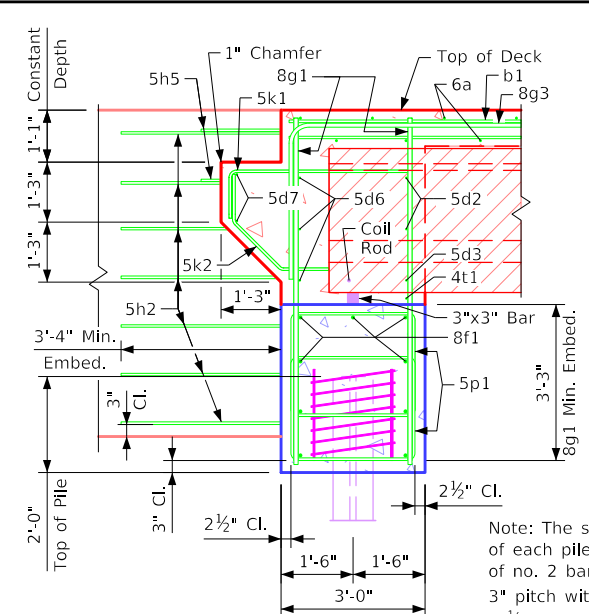 Constant
Depth
1" Chamfer
8g1
Top of Deck
6a
b1
8g3
5h5
5k1
1'-1"
1'-3"
1'-3"
5d7
5d6
5d2
Coil
Rod
5d3
4t1
5k2
1'-3"
5h2
3"x3" Bar
8f1
3'-4" Min.
Embed.
5p1
3'-3"
8g1 Min. Embed.
3"
Cl.
2'-0"
Top of Pile
3" Cl.
2½" Cl.
2½" Cl.
1'-6"
1'-6"
3'-0"
Note: The s
of each pile
of no. 2 bar
3" pitch wit